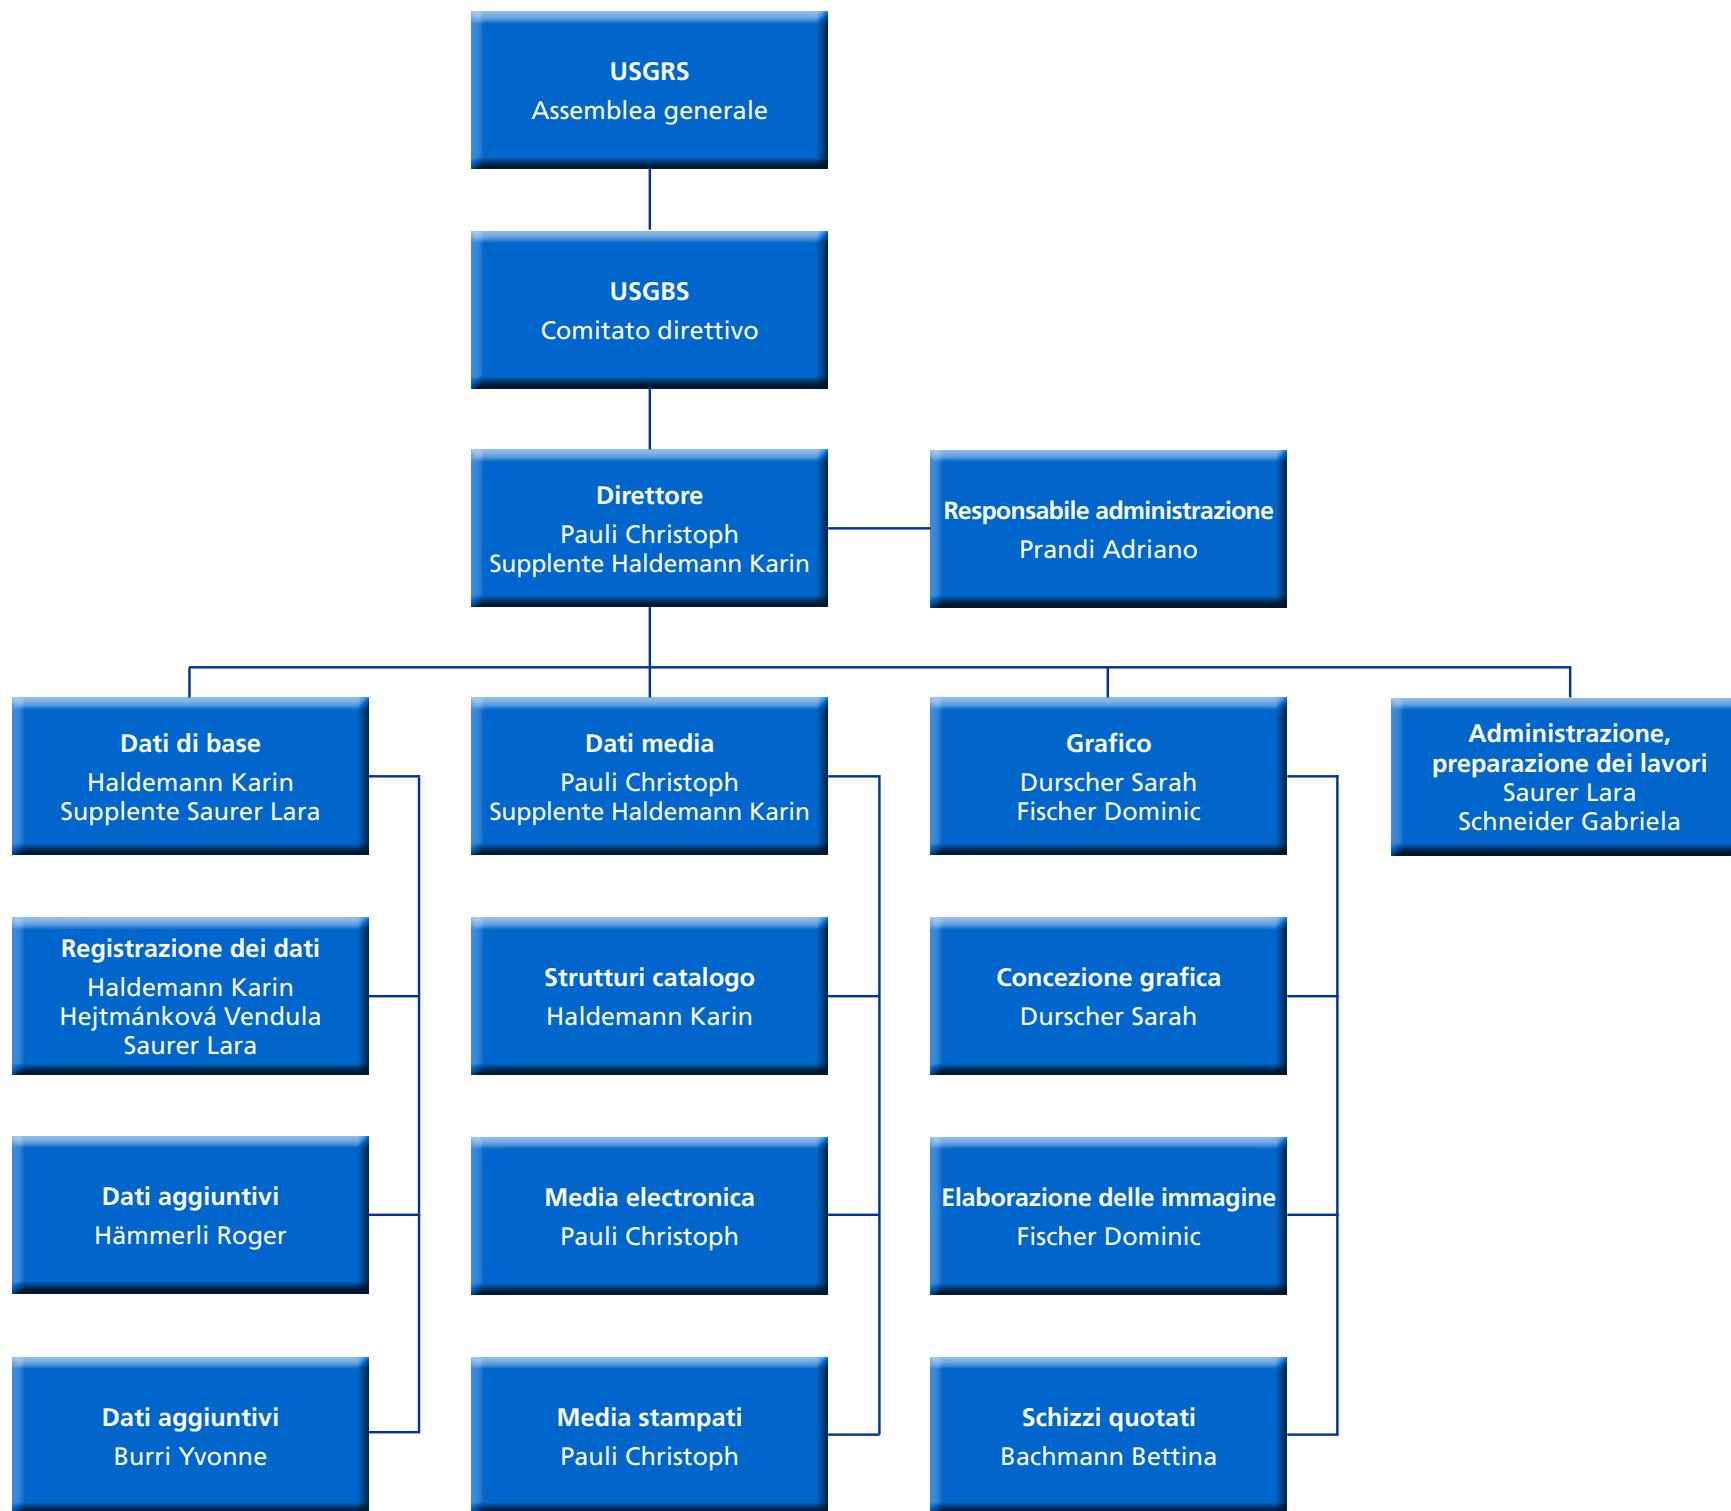 USGRS
Assemblea generale
USGBS
Comitato direttivo
Direttore
Pauli Christoph
Supplente Haldemann Karin
Responsabile administrazione
Prandi Adriano
Dati di base
Haldemann Karin
Supplente Saurer Lara
Dati media
Pauli Christoph
Supplente Haldemann Karin
Grafico
Durscher Sarah
Fischer Dominic
Administrazione,
preparazione dei lavori
Saurer Lara
Schneider Gabriela
Registrazione dei dati
Haldemann Karin
Hejtmánková Vendula
Saurer Lara
Strutturi catalogo
Haldemann Karin
Concezione grafica
Durscher Sarah
Dati aggiuntivi
Hämmerli Roger
Media electronica
Pauli Christoph
Elaborazione delle immagine
Fischer Dominic
Dati aggiuntivi
Burri Yvonne
Media stampati
Pauli Christoph
Schizzi quotati
Bachmann Bettina